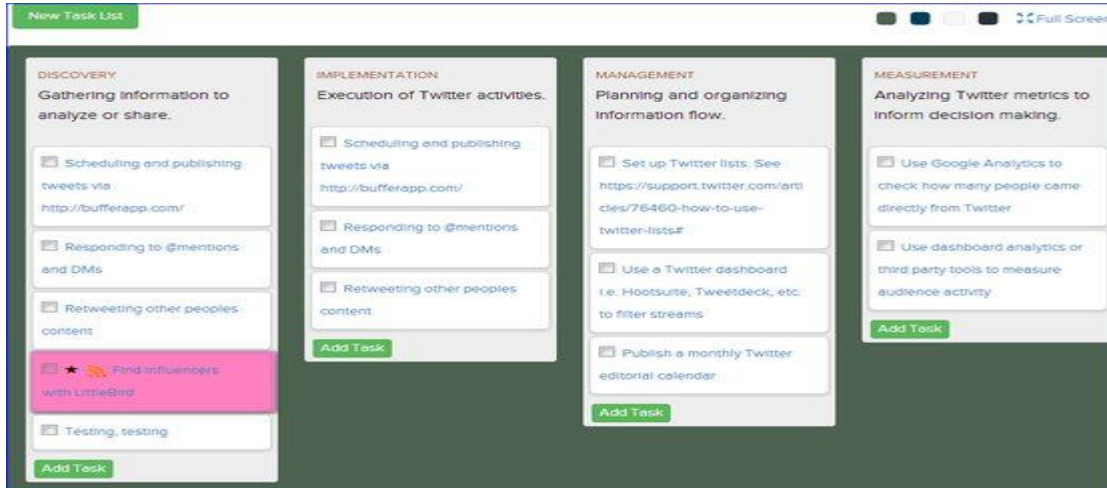 New Task List
Full Screen
DISCOVERY
Gathering information to
analyze or share.
Scheduling and publishing
tweets via
http://bufferapp.com/
Responding to @mentions
and DMs
Retweeting other peoples
content
Find influencers
with LittleBird
Testing, testing
Add Task
IMPLEMENTATION
Execution of Twitter activities.
Scheduling and publishing
tweets via
http://bufferapp.com/
Responding to @mentions
and DMs
Retweeting other peoples
content
Add Task
MANAGEMENT
Planning and organizing
information flow.
Set up Twitter lists. See
https://support.twitter.com/arti
cles/76460-how-to-use-
twitter-lists#
Use a Twitter dashboard
i.e. Hootsuite, Tweetdeck, etc.
to filter streams
Publish a monthly Twitter
editorial calendar
Add Task
MEASUREMENT
Analyzing Twitter metrics to
inform decision making.
Use Google Analytics to
check how many people came
directly from Twitter
Use dashboard analytics or
third party tools to measure
audience activity
Add Task